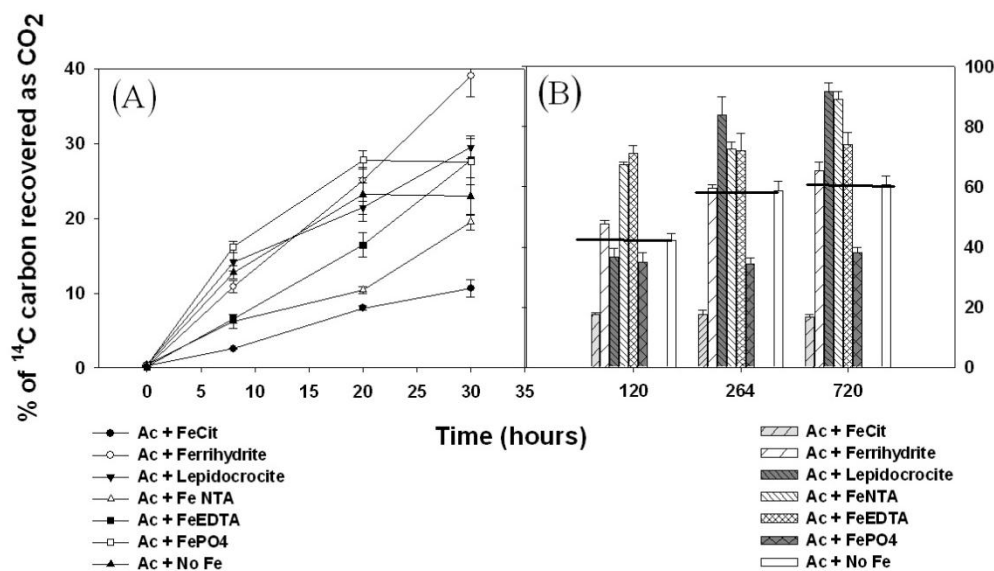 % of ¹⁴C carbon recovered as CO₂
40
30
20
10
0
(A)
0 5 10 15 20 25 30 35
(B)
100
80
60
40
20
0
120 264 720
Time (hours)
Ac + FeCit
Ac + Ferrihydrite
Ac + Lepidocrocite
Ac + Fe NTA
Ac + FeEDTA
Ac + FePO4
Ac + No Fe
Ac + FeCit
Ac + Ferrihydrite
Ac + Lepidocrocite
Ac + FeNTA
Ac + FeEDTA
Ac + FePO4
Ac + No Fe